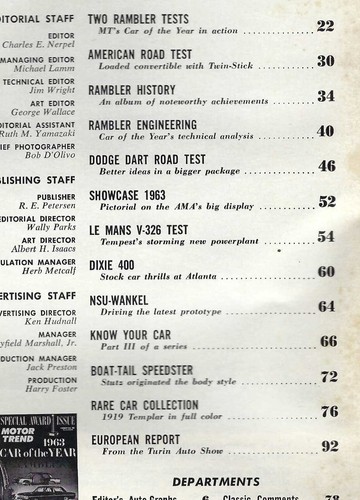 ITORIAL STAFF
EDITOR
Charles E. Nerpel
MANAGING EDITOR
Michael Lamm
TECHNICAL EDITOR
Jim Wright
ART EDITOR
George Wallace
DITORIAL ASSISTANT
Ruth M. Yamazaki
IEF PHOTOGRAPHER
Bob D'Olivo
BLISHING STAFF
PUBLISHER
R. E. Petersen
EDITORIAL DIRECTOR
Wally Parks
ART DIRECTOR
Albert H. Isaacs
ULATION MANAGER
Herb Metcalf
ERTISING STAFF
VERTISING DIRECTOR
Ken Hudnall
MANAGER
yfield Marshall, Jr.
DUCTION MANAGER
Jack Preston
PRODUCTION
Harry Foster
SPECIAL AWARD ISSUE
MOTOR TREND
1963
CAR of the YEAR
TWO RAMBLER TESTS
MT's Car of the Year in action 22
AMERICAN ROAD TEST
Loaded convertible with Twin-Stick 30
RAMBLER HISTORY
An album of noteworthy achievements 34
RAMBLER ENGINEERING
Car of the Year's technical analysis 40
DODGE DART ROAD TEST
Better ideas in a bigger package 46
SHOWCASE 1963
Pictorial on the AMA's big display 52
LE MANS V-326 TEST
Tempest's storming new powerplant 54
DIXIE 400
Stock car thrills at Atlanta 60
NSU-WANKEL
Driving the latest prototype 64
KNOW YOUR CAR
Part III of a series 66
BOAT-TAIL SPEEDSTER
Stutz originated the body style 72
RARE CAR COLLECTION
1919 Templar in full color 76
EUROPEAN REPORT
From the Turin Auto Show 92
DEPARTMENTS
Editor's Auto-Graphs 6 Classic Comments 78